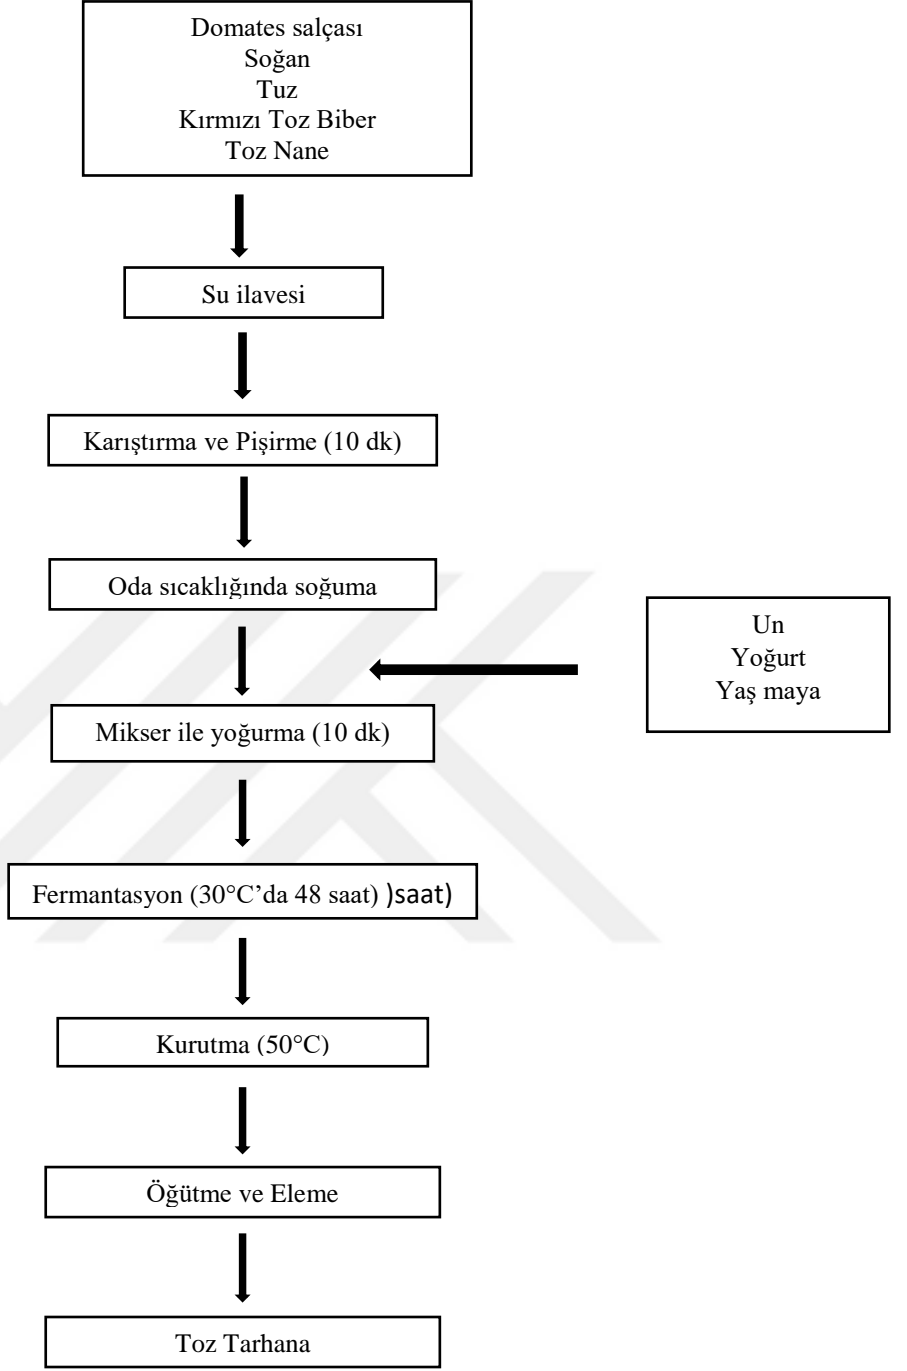 Domates salçası
Soğan
Tuz
Kırmızı Toz Biber
Toz Nane
Su ilavesi
Karıştırma ve Pişirme (10 dk)
Oda sıcaklığında soğuma
Un
Yoğurt
Yaş maya
Mikser ile yoğurma (10 dk)
Fermantasyon (30°C’da 48 saat) )saat)
Kurutma (50°C)
Öğütme ve Eleme
Toz Tarhana